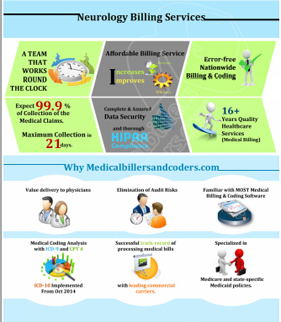 Neurology Billing Services
A TEAM
THAT
WORKS
ROUND
THE CLOCK
Affordable Billing Service
Increases
improves
Error-free
Nationwide
Billing & Coding
Expect 99.9 %
of Collection of the
Medical Claims.
Maximum Collection in
21days.
Complete & Assured
Data Security
and thorough
HIPAA
Compliance
16+
Years Quality
Healthcare
Services
(Medical Billing)
Why Medicalbillersandcoders.com
Value delivery to physicians
Elimination of Audit Risks
Familiar with MOST Medical
Billing & Coding Software
Medical Coding Analysis
with ICD-9 and CPT 4
ICD-10 Implemented
From Oct 2014
Successful track-record of
processing medical bills
with leading commercial
carriers.
Specialized in
Medicare and state-specific
Medicaid policies.